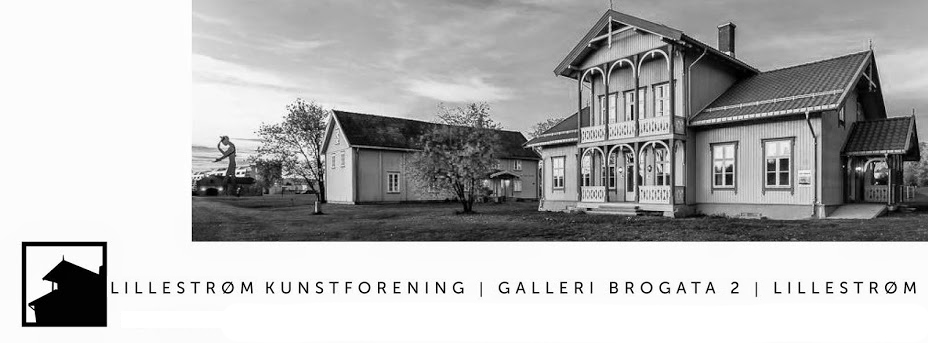 LILLESTRØM KUNSTFORENING | GALLERI BROGATA 2 | LILLESTRØM